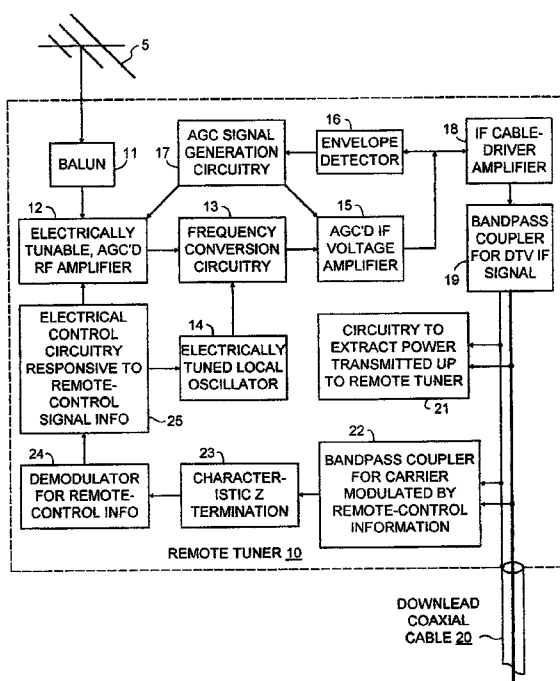 5
16
18
AGC SIGNAL
GENERATION
CIRCUITRY
17
ENVELOPE
DETECTOR
IF CABLE-
DRIVER
AMPLIFIER
BALUN
11
12
13
15
ELECTRICALLY
TUNABLE, AGC'D
RF AMPLIFIER
FREQUENCY
CONVERSION
CIRCUITRY
AGC'D IF
VOLTAGE
AMPLIFIER
BANDPASS
COUPLER
FOR DTV IF
SIGNAL
19
ELECTRICAL
CONTROL
CIRCUITRY
RESPONSIVE TO
REMOTE-
CONTROL
SIGNAL INFO
25
14
ELECTRICALLY
TUNED LOCAL
OSCILLATOR
CIRCUITRY TO
EXTRACT POWER
TRANSMITTED UP
TO REMOTE TUNER
21
24
DEMODULATOR
FOR REMOTE-
CONTROL INFO
23
CHARACTER-
ISTIC Z
TERMINATION
22
BANDPASS COUPLER
FOR CARRIER
MODULATED BY
REMOTE-CONTROL
INFORMATION
REMOTE TUNER 10
DOWNLEAD
COAXIAL
CABLE 20